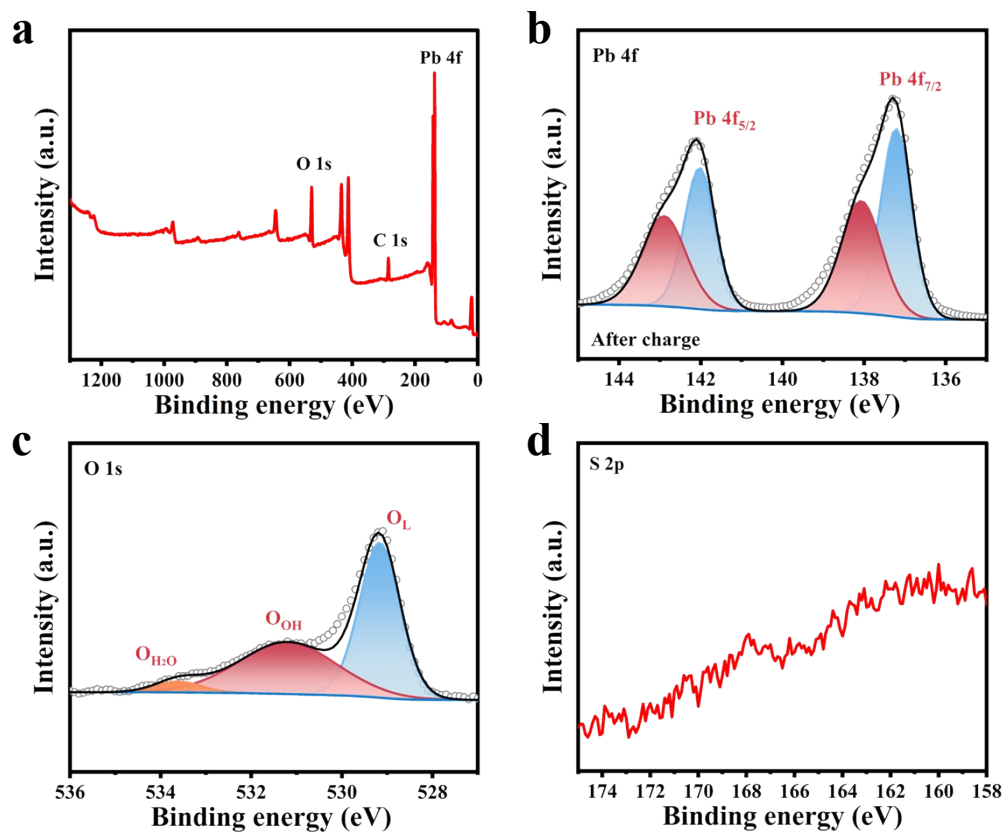 a
Pb 4f
O 1s
C 1s
Intensity (a.u.)
1200 1000 800 600 400 200 0
Binding energy (eV)
b
Pb 4f
Pb 4f7/2
Pb 4f5/2
Intensity (a.u.)
After charge
144 142 140 138 136
Binding energy (eV)
c
O 1s
OL
OOH
OH2O
Intensity (a.u.)
536 534 532 530 528
Binding energy (eV)
d
S 2p
Intensity (a.u.)
174 172 170 168 166 164 162 160 158
Binding energy (eV)